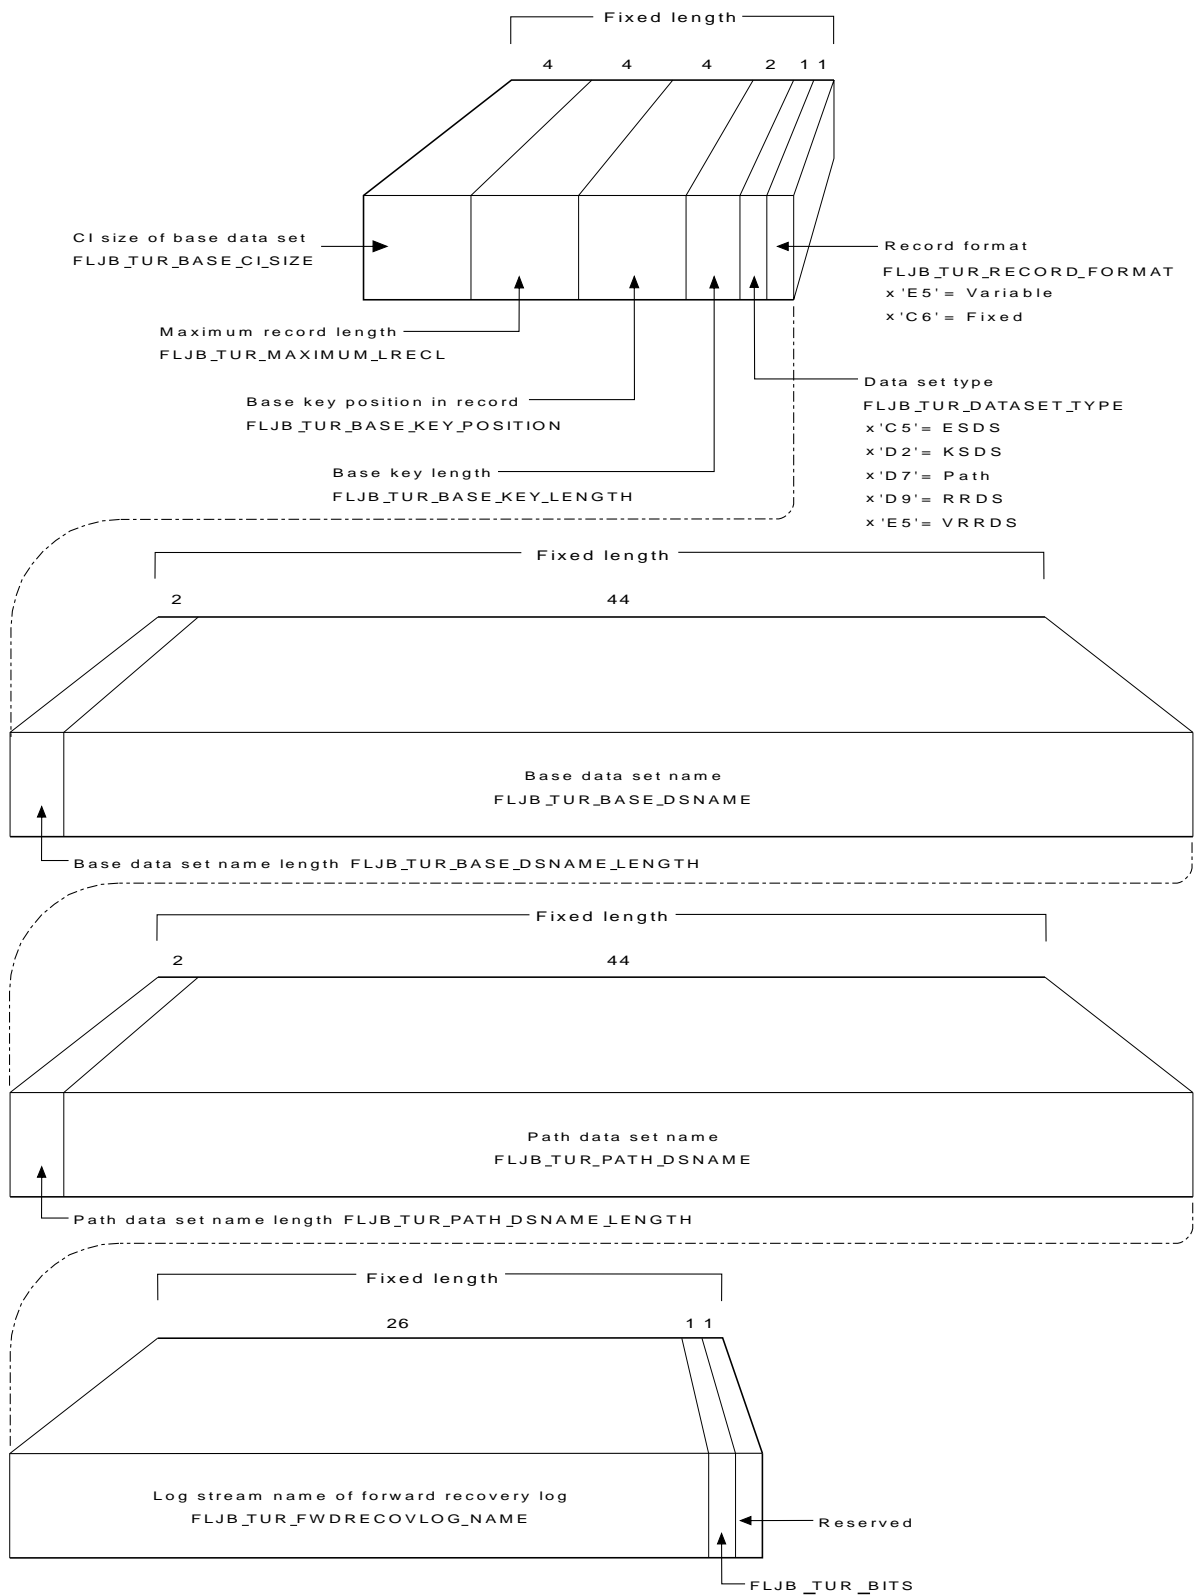 Fixed length
4 4 4 2 1 1
CI size of base data set
FLJB_TUR_BASE_CI_SIZE
Record format
FLJB_TUR_RECORD_FORMAT
x'E5'= Variable
x'C6'= Fixed
Maximum record length
FLJB_TUR_MAXIMUM_LRECL
Data set type
FLJB_TUR_DATASET_TYPE
x'C5'= ESDS
x'D2'= KSDS
x'D7'= Path
x'D9'= RRDS
x'E5'= VRRDS
Base key position in record
FLJB_TUR_BASE_KEY_POSITION
Base key length
FLJB_TUR_BASE_KEY_LENGTH
Fixed length
2 44
Base data set name
FLJB_TUR_BASE_DSNAME
Base data set name length FLJB_TUR_BASE_DSNAME_LENGTH
Fixed length
2 44
Path data set name
FLJB_TUR_PATH_DSNAME
Path data set name length FLJB_TUR_PATH_DSNAME_LENGTH
Fixed length
26 1 1
Log stream name of forward recovery log
FLJB_TUR_FWDRECOVLOG_NAME
Reserved
FLJB_TUR_BITS